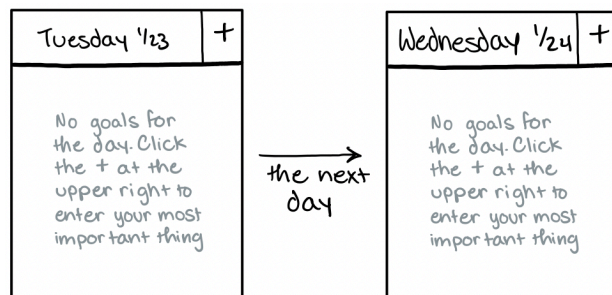 Tuesday 1/23 +
No goals for
the day. Click
the + at the
upper right to
enter your most
important thing
the next
day
Wednesday 1/24 +
No goals for
the day. Click
the + at the
upper right to
enter your most
important thing